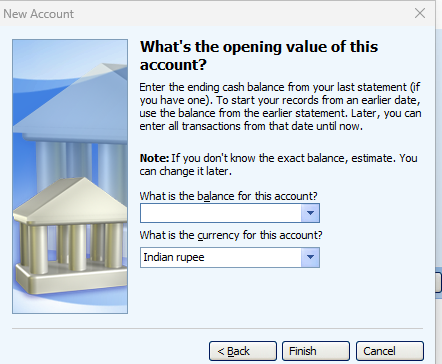 New Account
What's the opening value of this
account?
Enter the ending cash balance from your last statement (if
you have one). To start your records from an earlier date,
use the balance from the earlier statement. Later, you can
enter all transactions from that date until now.
Note: If you don't know the exact balance, estimate. You
can change it later.
What is the balance for this account?
What is the currency for this account?
Indian rupee
< Back
Finish
Cancel